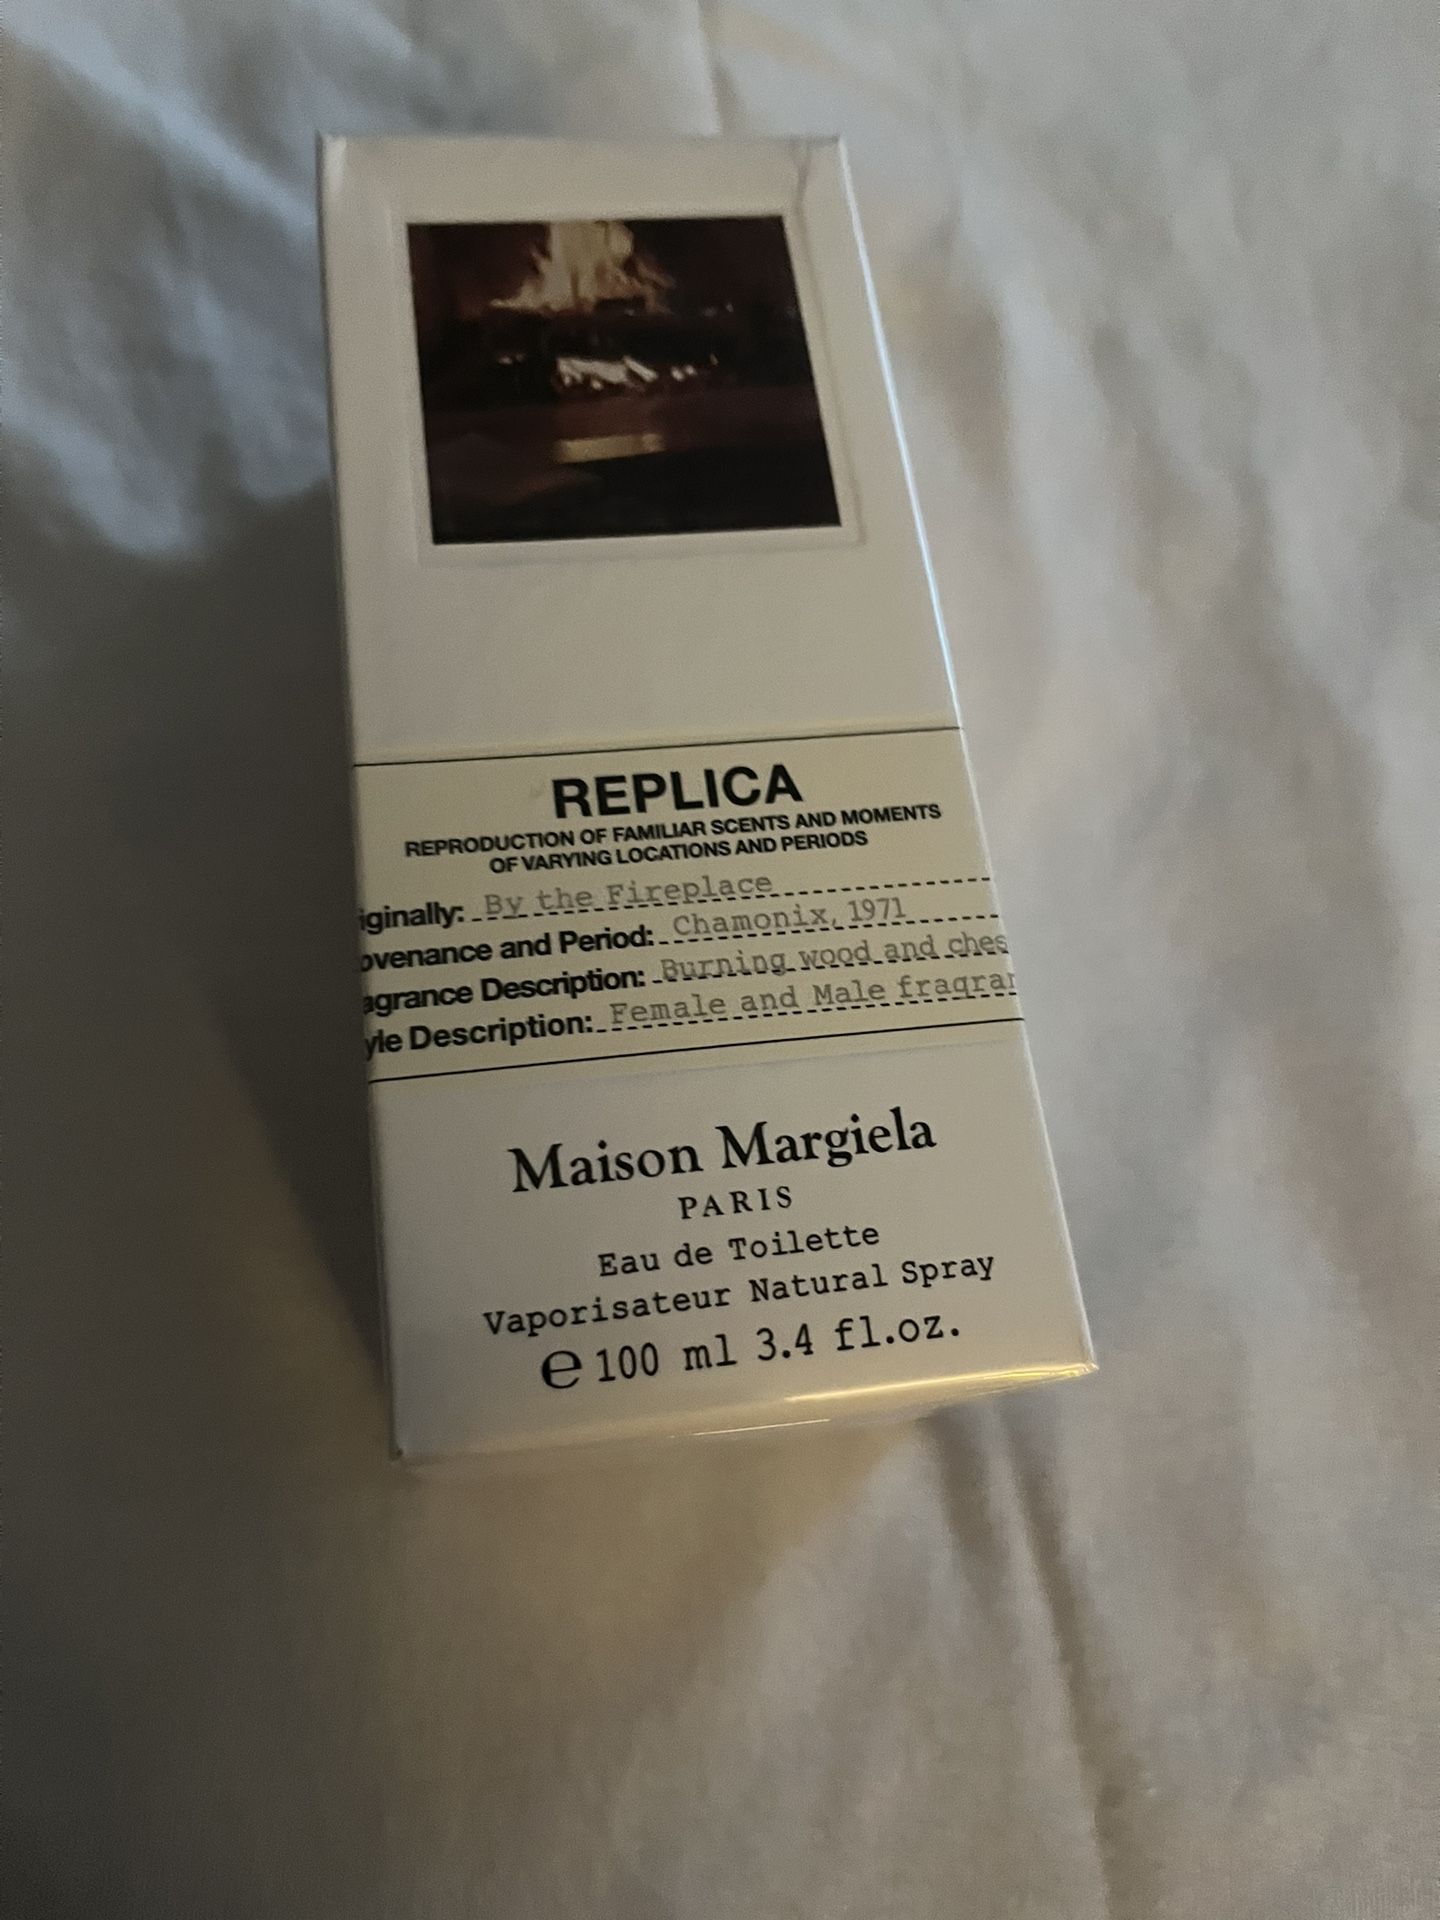 REPLICA
REPRODUCTION OF FAMILIAR SCENTS AND MOMENTS
OF VARYING LOCATIONS AND PERIODS
iginally: By the Fireplace
ovenance and Period: Chamonix, 1971
agrance Description: Burning wood and ches
yle Description: Female and Male fragran
Maison Margiela
PARIS
Eau de Toilette
Vaporisateur Natural Spray
e 100 ml 3.4 fl.oz.